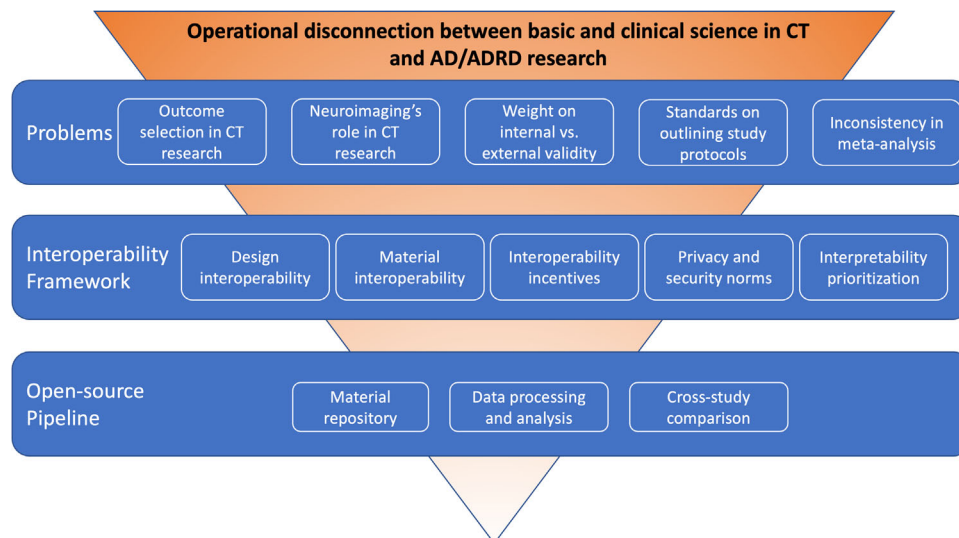 Operational disconnection between basic and clinical science in CT
and AD/ADRD research
Problems
Outcome
selection in CT
research
Neuroimaging's
role in CT
research
Weight on
internal vs.
external validity
Standards on
outlining study
protocols
Inconsistency in
meta-analysis
Interoperability
Framework
Design
interoperability
Material
interoperability
Interoperability
incentives
Privacy and
security norms
Interpretability
prioritization
Open-source
Pipeline
Material
repository
Data processing
and analysis
Cross-study
comparison